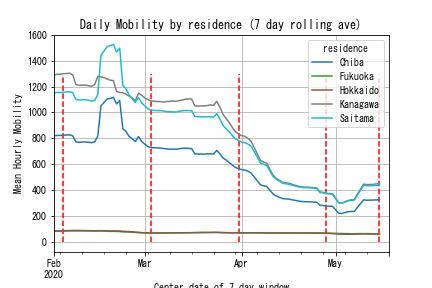 Daily Mobility by residence (7 day rolling ave)
1600
1400
1200
1000
800
600
400
200
0
Mean Hourly Mobility
residence
Chiba
Fukuoka
Hokkaido
Kanagawa
Saitama
Feb
2020
Mar
Apr
May
Center date of 7 day window